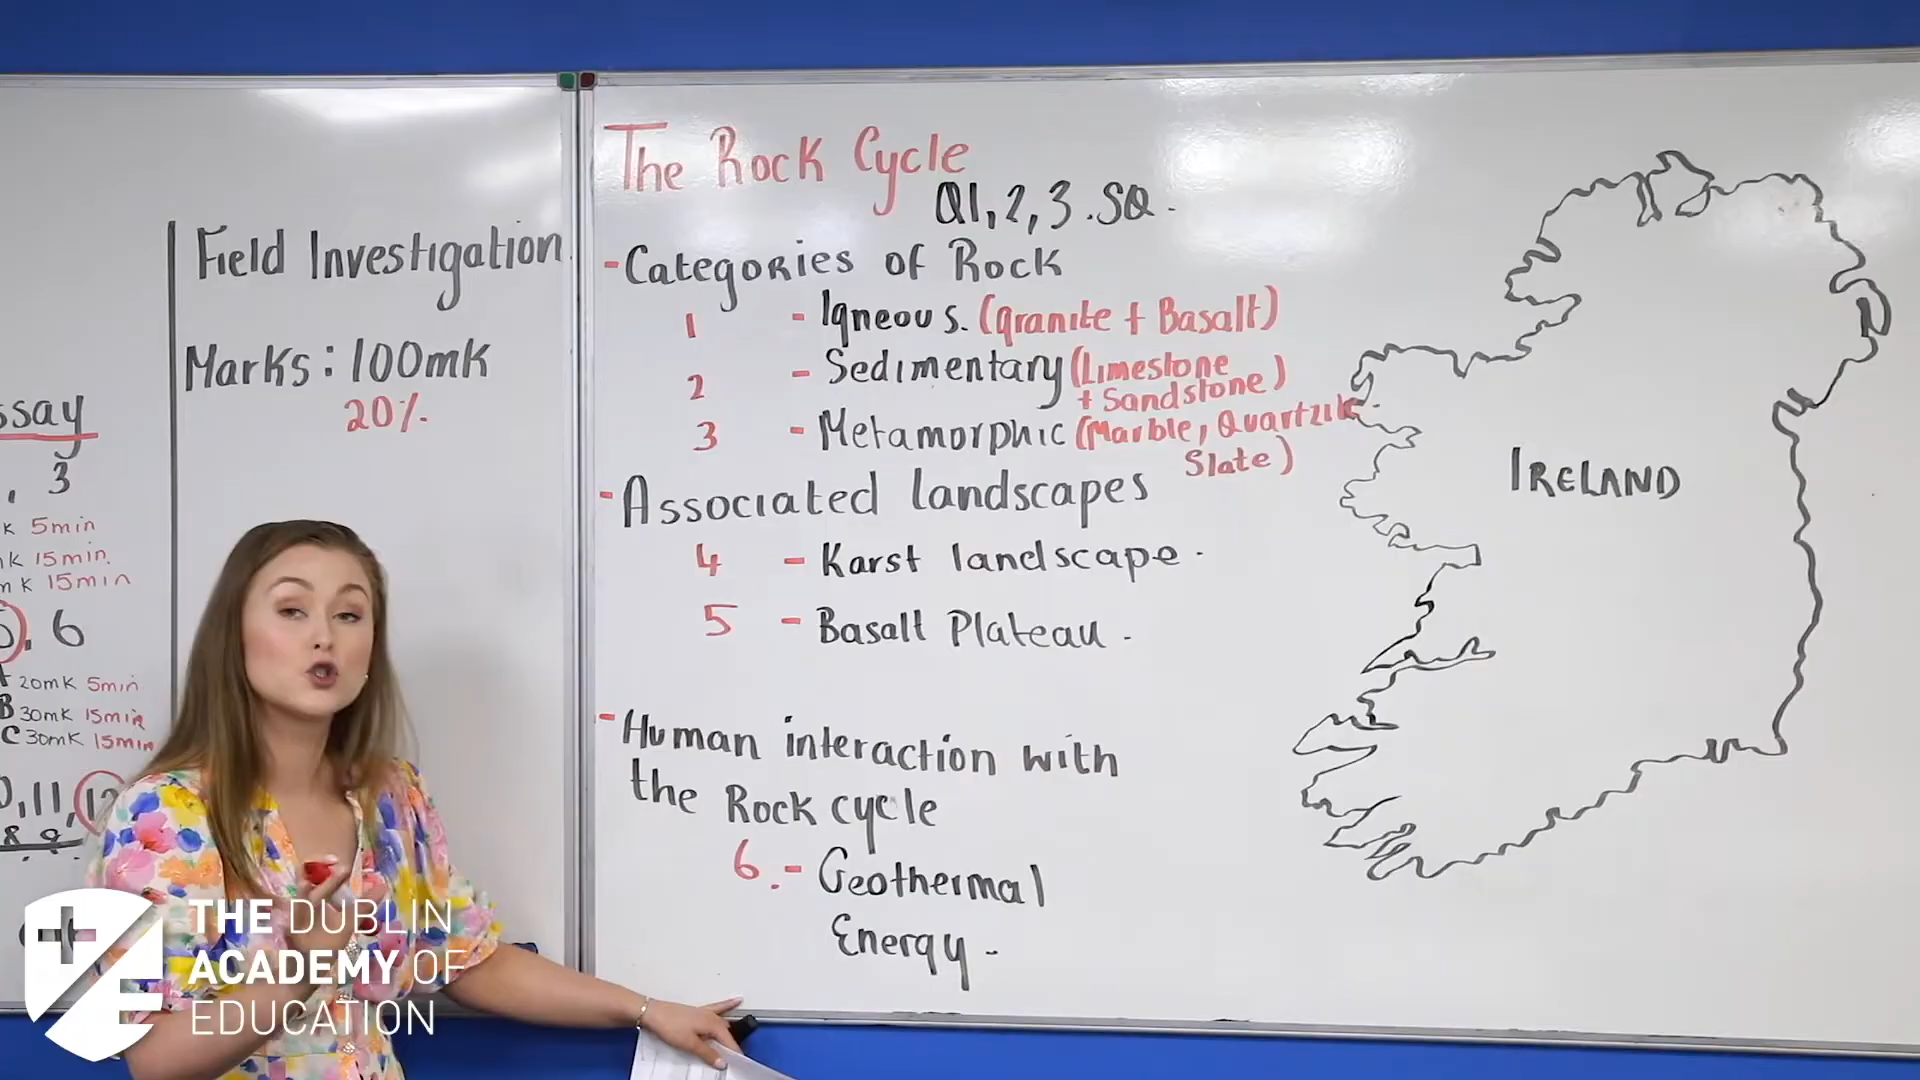 The Rock Cycle
Q1,2,3.SQ.
- Categories of Rock
1 - Igneous. (granite + Basalt)
2 - Sedimentary (Limestone
+ Sandstone)
3 - Metamorphic (Marble, Quartzite
Slate)
- Associated landscapes
4 - Karst landscape.
5 - Basalt Plateau.
- Human interaction with
the Rock cycle
6. - Geothermal
Energy.
IRELAND
Field Investigation
Marks: 100mk
20%.
, 3
5min
15min.
15min
, 6
20mk 5min
B 30mk 15min
C 30mk 15min
,11,
8 9
THE DUBLIN
ACADEMY OF
EDUCATION